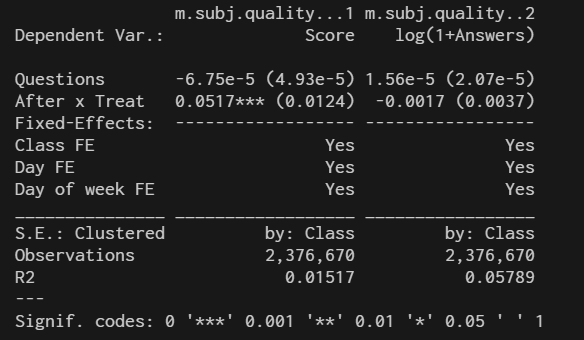 m.subj.quality...1 m.subj.quality..2
Dependent Var.: Score log(1+Answers)
Questions -6.75e-5 (4.93e-5) 1.56e-5 (2.07e-5)
After x Treat 0.0517*** (0.0124) -0.0017 (0.0037)
Fixed-Effects: ------------------ -----------------
Class FE Yes Yes
Day FE Yes Yes
Day of week FE Yes Yes
_______________ __________________ _________________
S.E.: Clustered by: Class by: Class
Observations 2,376,670 2,376,670
R2 0.01517 0.05789
---
Signif. codes: 0 '***' 0.001 '**' 0.01 '*' 0.05 ' ' 1